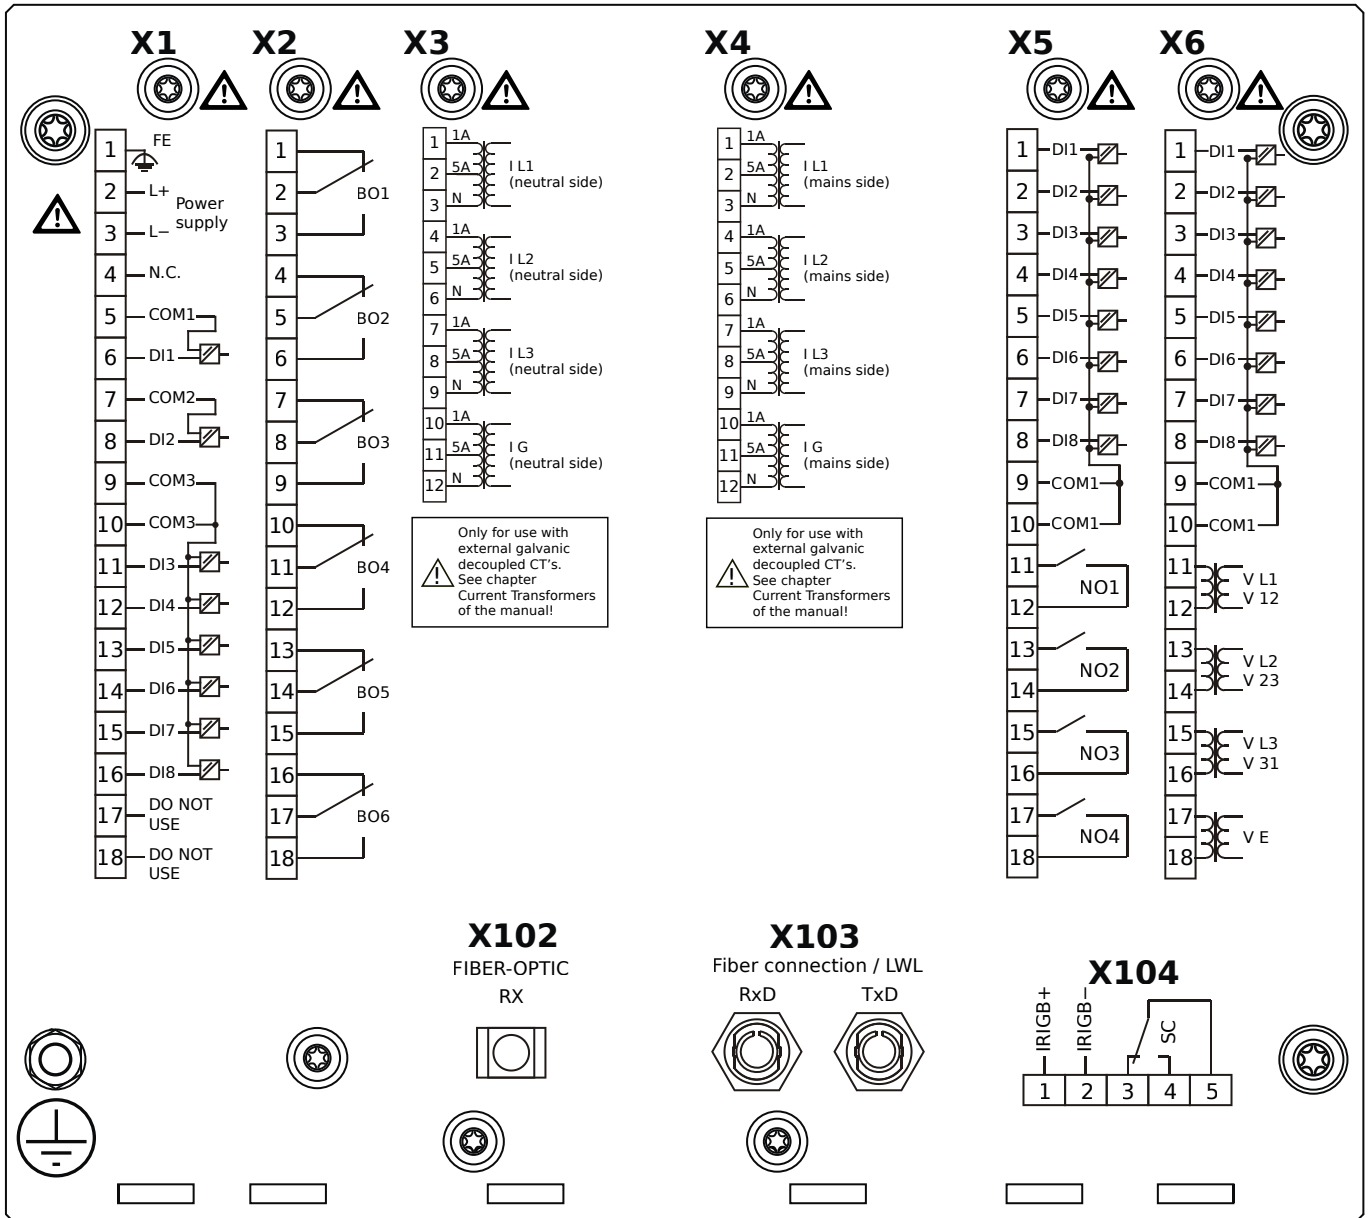 X1
X2
X3
X4
X5
X6
1 FE
2 L+ Power
supply
3 L−
4 N.C.
5 COM1
6 DI1
7 COM2
8 DI2
9 COM3
10 COM3
11 DI3
12 DI4
13 DI5
14 DI6
15 DI7
16 DI8
17 DO NOT
USE
18 DO NOT
USE
1
2 BO1
3
4
5 BO2
6
7
8 BO3
9
10
11 BO4
12
13
14 BO5
15
16
17 BO6
18
1 1A
2 5A
3 N
I L1
(neutral side)
4 1A
5 5A
6 N
I L2
(neutral side)
7 1A
8 5A
9 N
I L3
(neutral side)
10 1A
11 5A
12 N
I G
(neutral side)
Only for use with
external galvanic
decoupled CT’s.
See chapter
Current Transformers
of the manual!
1 1A
2 5A
3 N
I L1
(mains side)
4 1A
5 5A
6 N
I L2
(mains side)
7 1A
8 5A
9 N
I L3
(mains side)
10 1A
11 5A
12 N
I G
(mains side)
Only for use with
external galvanic
decoupled CT’s.
See chapter
Current Transformers
of the manual!
1 DI1
2 DI2
3 DI3
4 DI4
5 DI5
6 DI6
7 DI7
8 DI8
9 COM1
10 COM1
11
NO1
12
13
NO2
14
15
NO3
16
17
NO4
18
1 DI1
2 DI2
3 DI3
4 DI4
5 DI5
6 DI6
7 DI7
8 DI8
9 COM1
10 COM1
11 V L1
12 V 12
13 V L2
14 V 23
15 V L3
16 V 31
17
V E
18
X102
FIBER-OPTIC
RX
X103
Fiber connection / LWL
RxD TxD
X104
IRIGB+
IRIGB−
SC
1 2 3 4 5